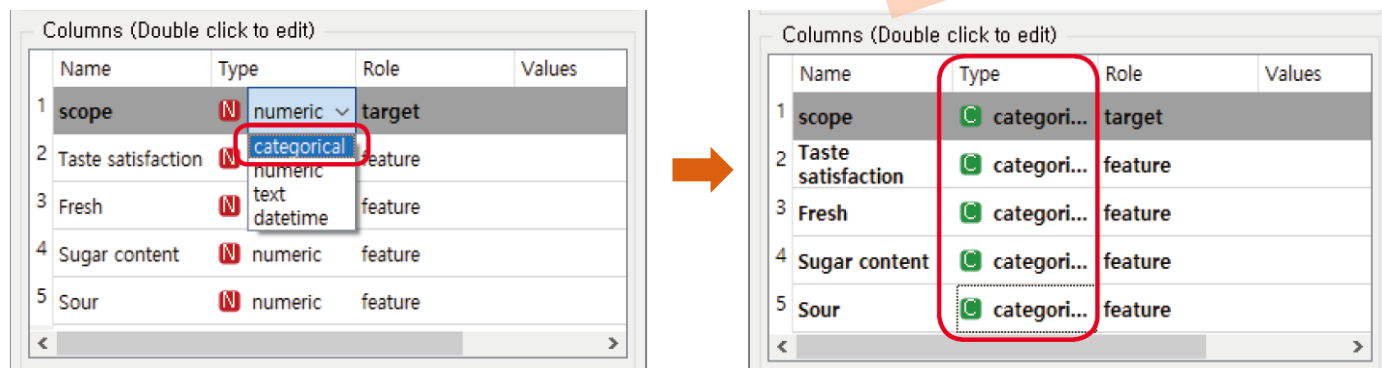 Columns (Double click to edit)
Name Type Role Values
1 scope N numeric target
categorical
numeric
text
datetime
2 Taste satisfaction N feature
3 Fresh N feature
4 Sugar content N numeric feature
5 Sour N numeric feature
Columns (Double click to edit)
Name Type Role Values
1 scope C categori... target
2 Taste
satisfaction C categori... feature
3 Fresh C categori... feature
4 Sugar content C categori... feature
5 Sour C categori... feature